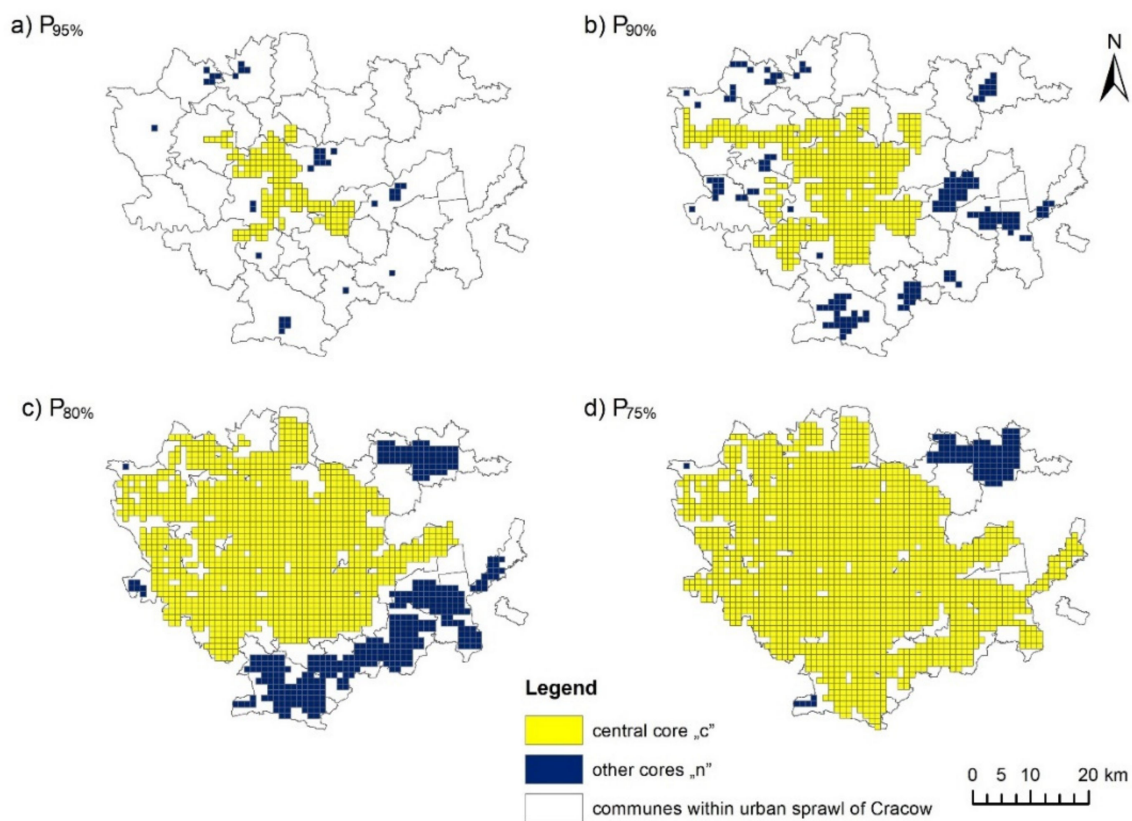 a) P95%
b) P90%
N
c) P80%
d) P75%
Legend
central core „c”
other cores „n”
communes within urban sprawl of Cracow
0 5 10 20 km